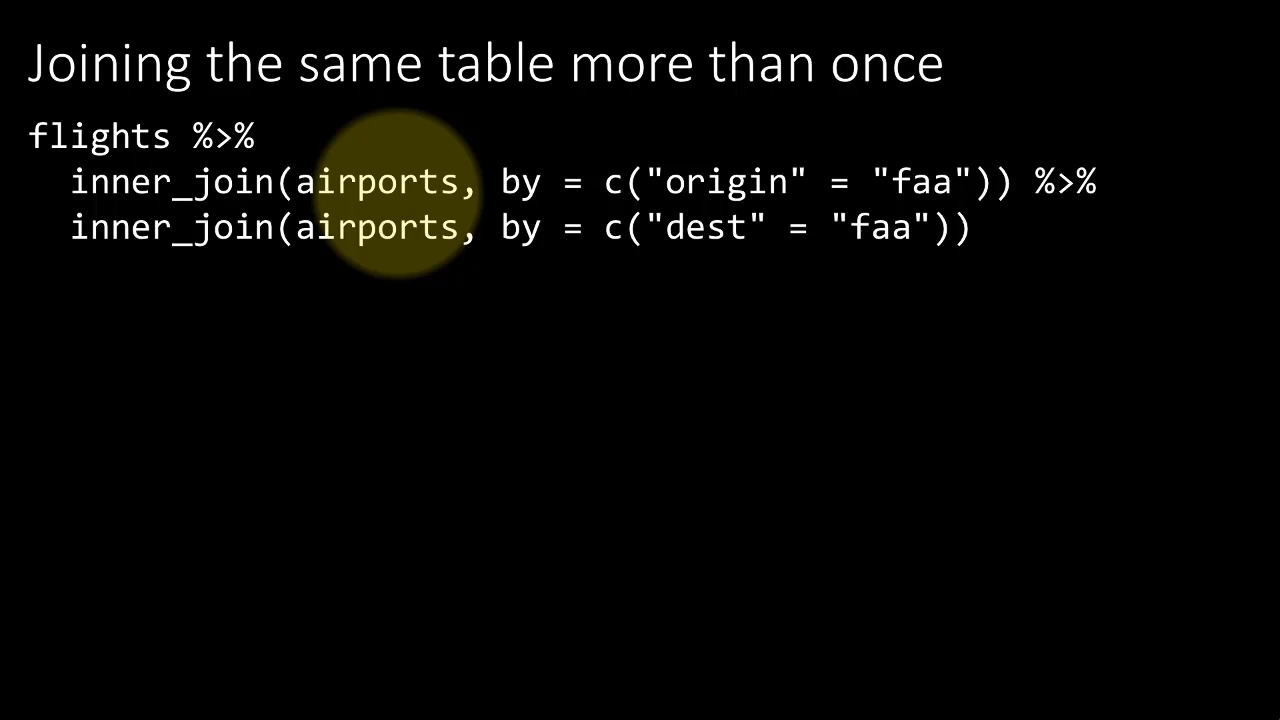 Joining the same table more than once
flights %>%
  inner_join(airports, by = c("origin" = "faa")) %>%
  inner_join(airports, by = c("dest" = "faa"))